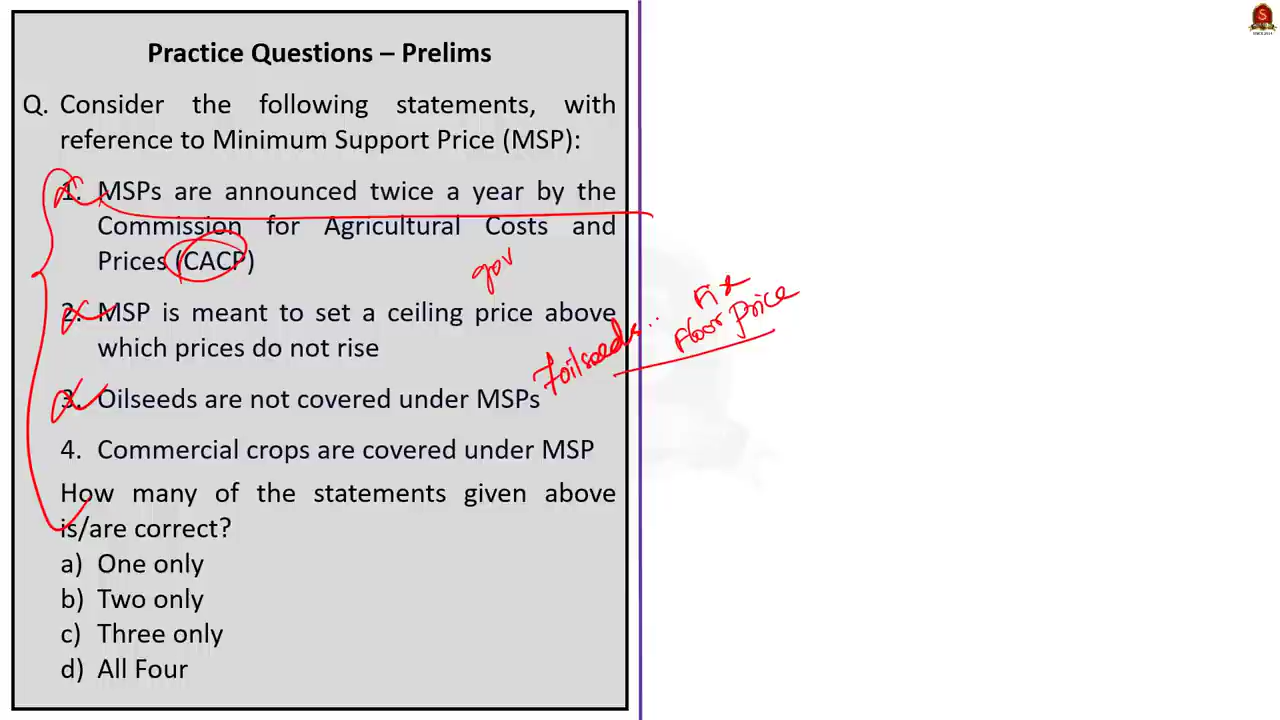 Practice Questions – Prelims
Q. Consider the following statements, with
reference to Minimum Support Price (MSP):
1. MSPs are announced twice a year by the
Commission for Agricultural Costs and
Prices (CACP)
gov
2. MSP is meant to set a ceiling price above
which prices do not rise
Fix
Floor Price
3. Oilseeds are not covered under MSPs
7 oilseeds..
4. Commercial crops are covered under MSP
How many of the statements given above
is/are correct?
a) One only
b) Two only
c) Three only
d) All Four